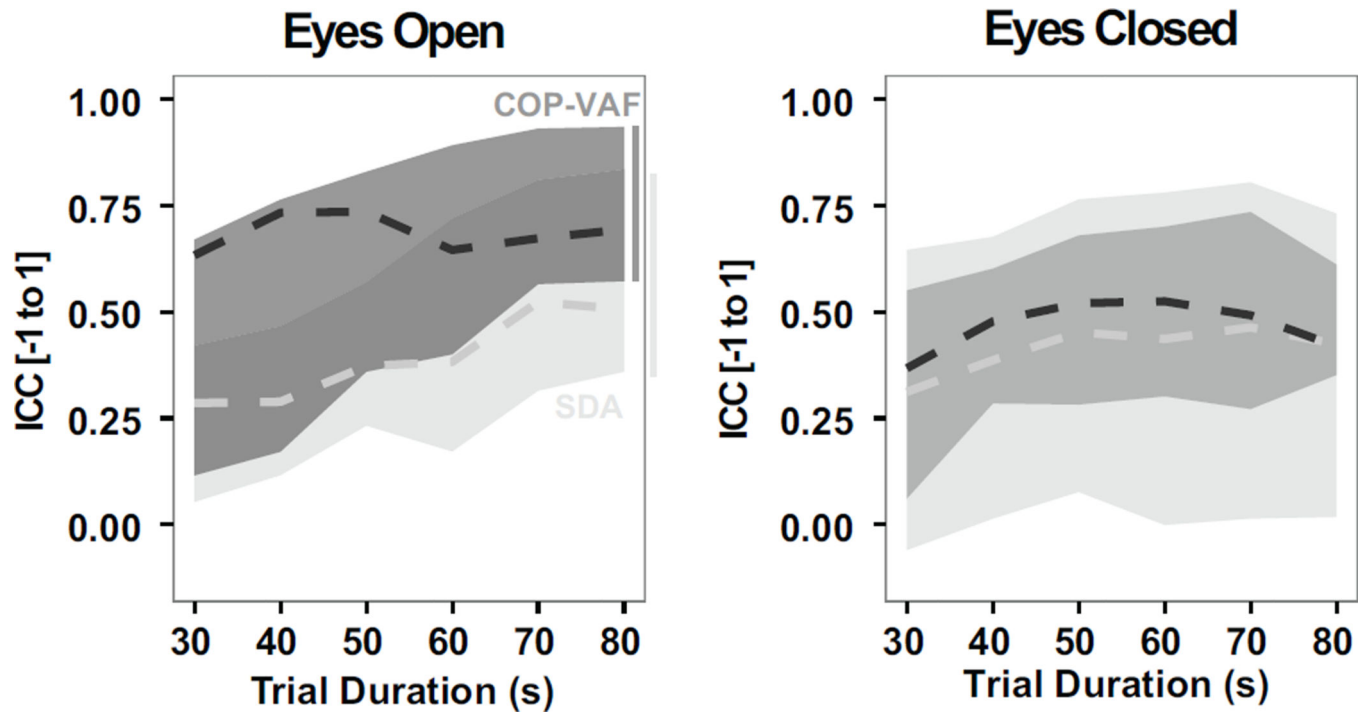 Eyes Open
ICC [-1 to 1]
1.00
0.75
0.50
0.25
0.00
COP-VAF
SDA
30 40 50 60 70 80
Trial Duration (s)
Eyes Closed
ICC [-1 to 1]
1.00
0.75
0.50
0.25
0.00
30 40 50 60 70 80
Trial Duration (s)